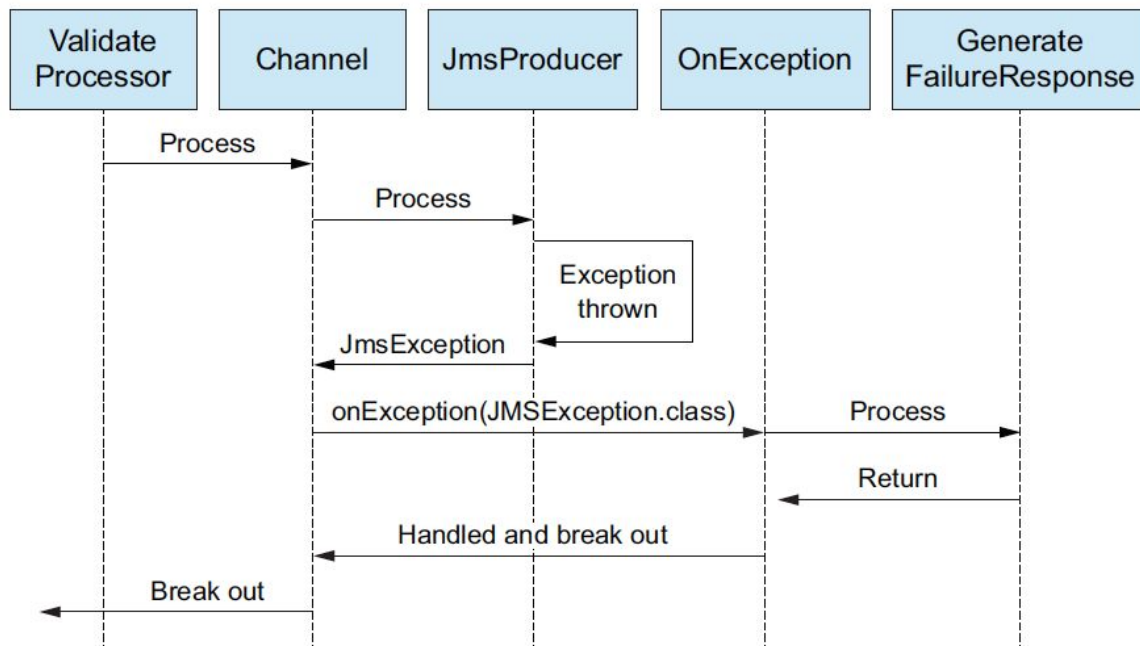 Validate
Processor
Channel
JmsProducer
OnException
Generate
FailureResponse
Process
Process
Exception
thrown
JmsException
onException(JMSException.class)
Process
Return
Handled and break out
Break out